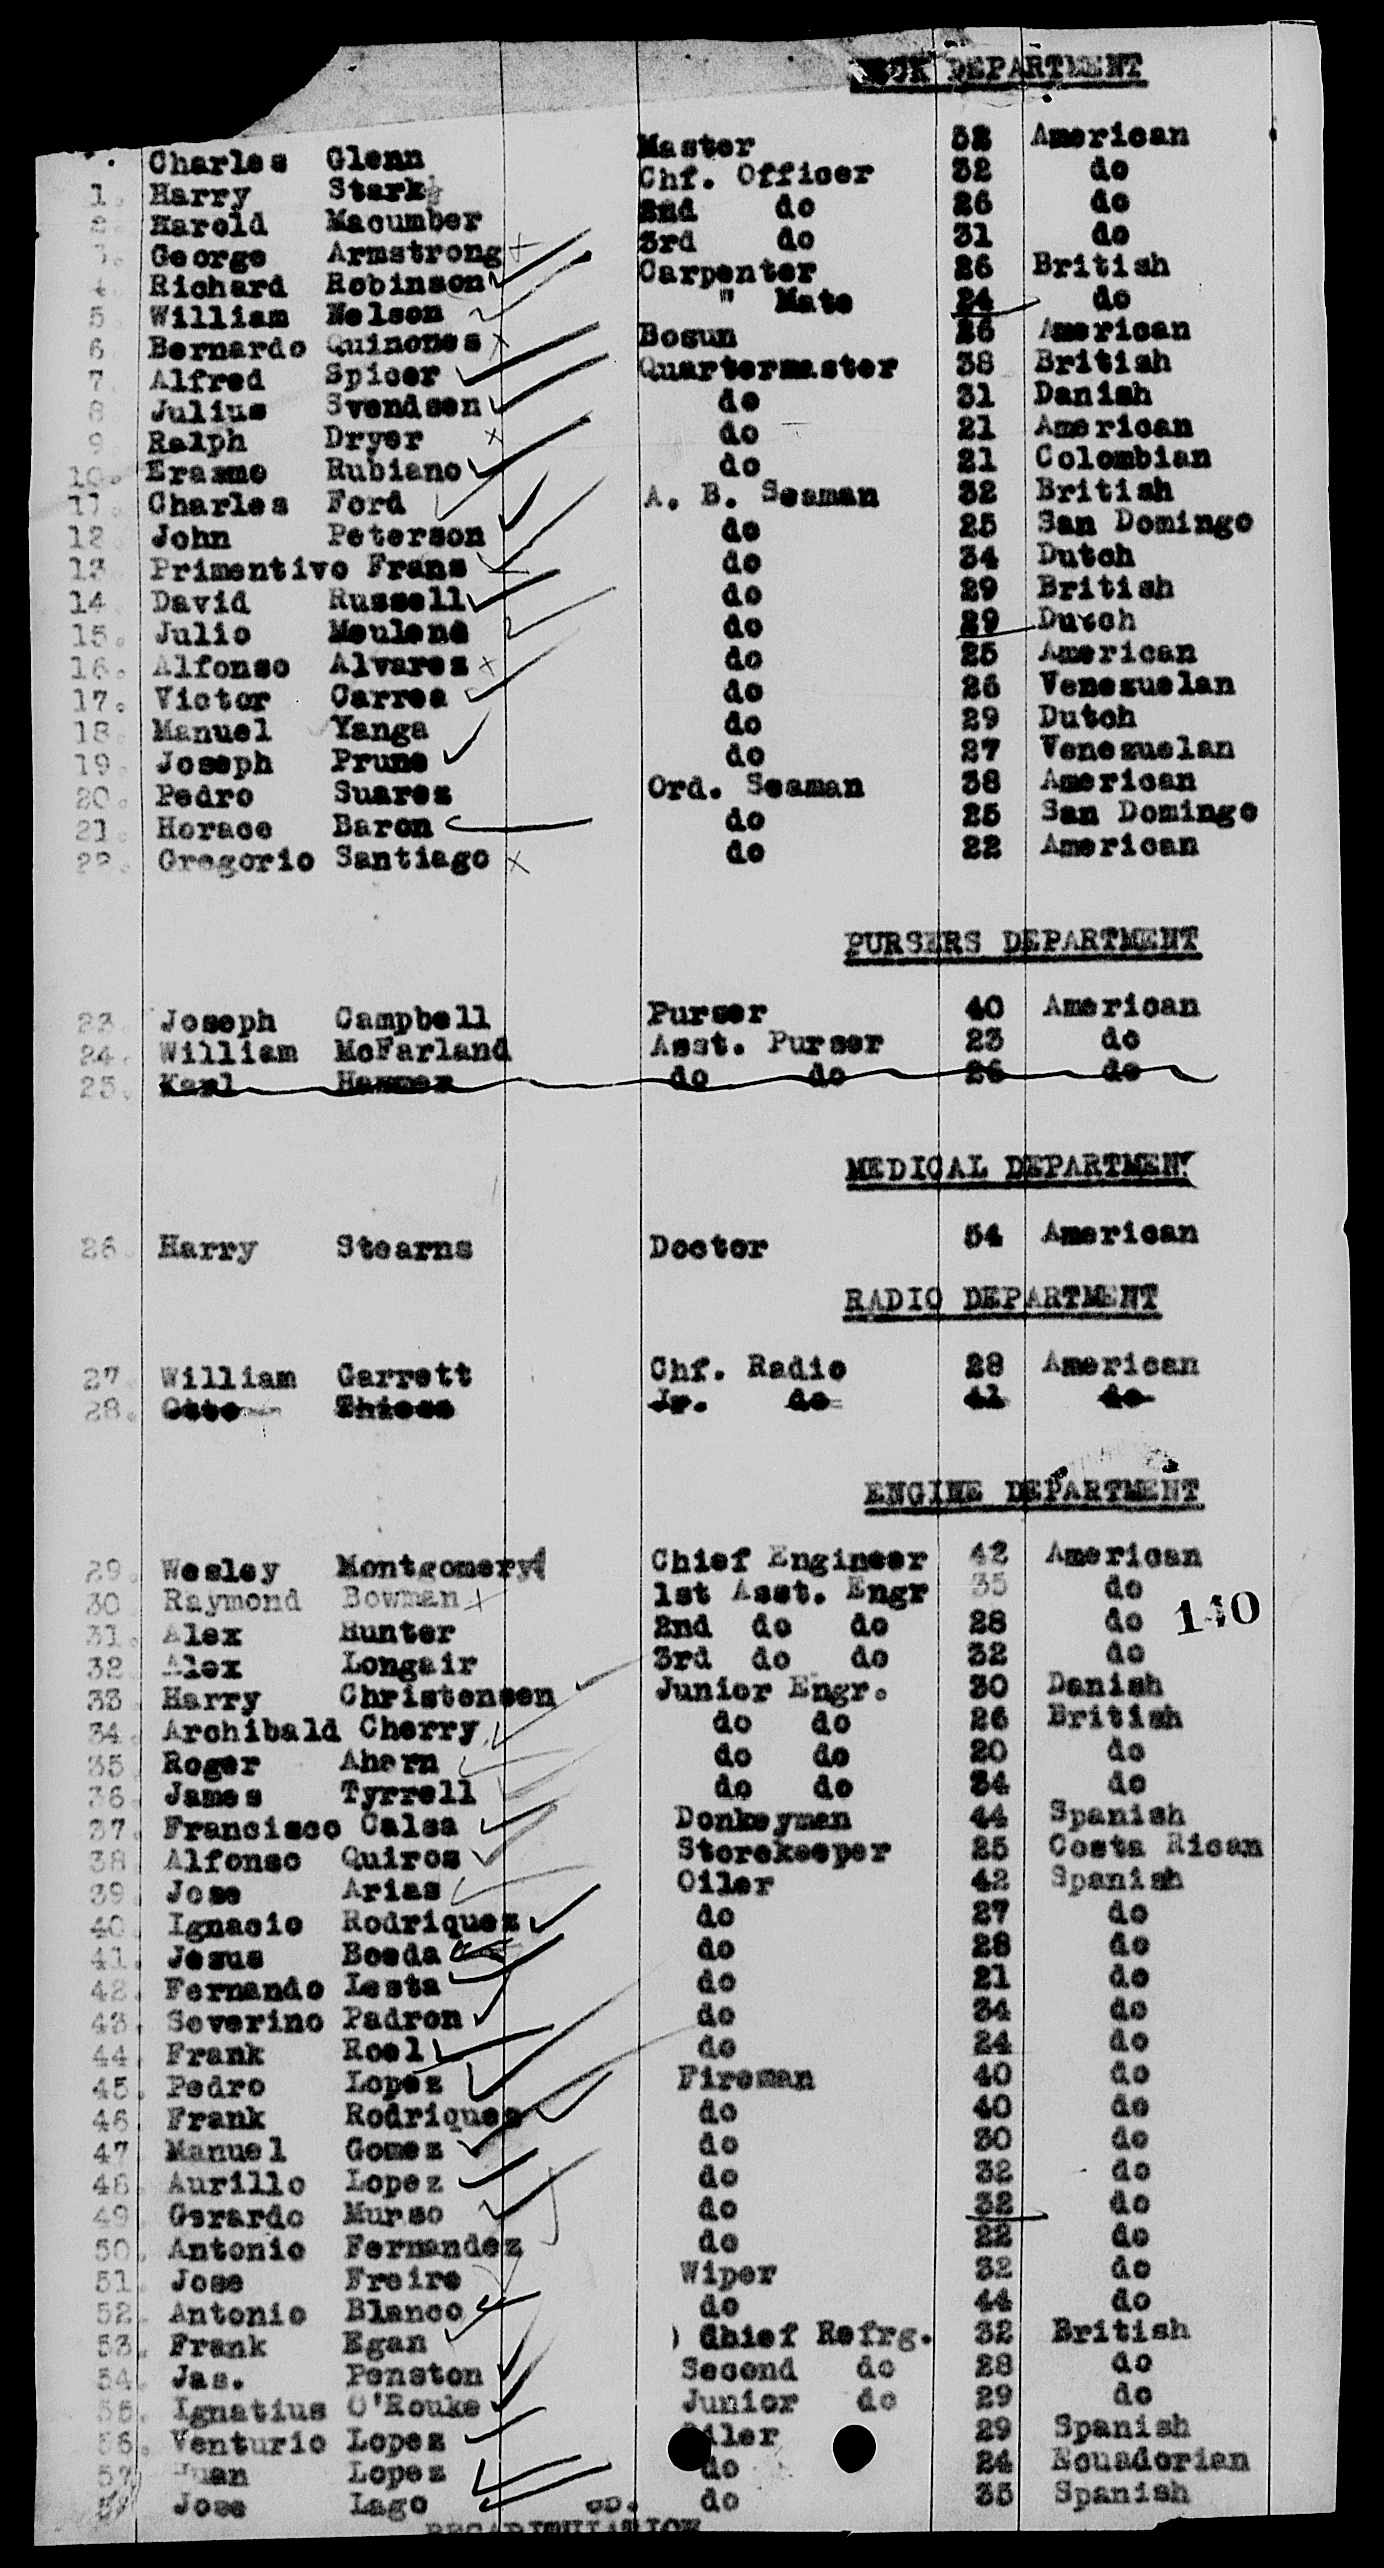 DEPARTMENT
Charles Glenn Master 52 American
1. Harry Stark Chf. Officer 32 do
2. Harold Macumber 2nd do 26 do
3. George Armstrong 3rd do 31 do
4. Richard Robinson Carpenter 26 British
5. William Nelson " Mate 24 do
6. Bernardo Quinones Bosun 26 American
7. Alfred Spicer Quartermaster 38 British
8. Julius Svendsen do 31 Danish
9. Ralph Dryer do 21 American
10. Erasmo Rubiano do 21 Colombian
11. Charles Ford A. B. Seaman 32 British
12. John Peterson do 25 San Domingo
13. Primentivo Frans do 34 Dutch
14. David Russell do 29 British
15. Julio Meulene do 29 Dutch
16. Alfonso Alvares do 25 American
17. Victor Carrea do 26 Venezuelan
18. Manuel Yanga do 29 Dutch
19. Joseph Prune do 27 Venezuelan
20. Pedro Suares Ord. Seaman 38 American
21. Horace Baron do 25 San Domingo
22. Gregorio Santiago do 22 American
PURSERS DEPARTMENT
23. Joseph Campbell Purser 40 American
24. William McFarland Asst. Purser 23 do
25. Karl Hammer do do 26 do
MEDICAL DEPARTMENT
26. Harry Stearns Doctor 54 American
RADIO DEPARTMENT
27 William Garrett Chf. Radio 28 American
28. Otto Thiess Jr. do 41 do
ENGINE DEPARTMENT
29. Wesley Montgomery Chief Engineer 42 American
30 Raymond Bowman 1st Asst. Engr 35 do
140
31. Alex Hunter 2nd do do 28 do
32 Alex Longair 3rd do do 32 do
33. Harry Christensen Junior Engr. 30 Danish
34. Archibald Cherry do do 26 British
35. Roger Ahern do do 20 do
36. James Tyrrell do do 34 do
37. Francisco Calsa Donkeyman 44 Spanish
38 Alfonso Quiros Storekeeper 25 Costa Rican
39. Jose Arias Oiler 42 Spanish
40. Ignacio Rodriquez do 27 do
41. Jesus Boeda do 28 do
42. Fernando Lesta do 21 do
43. Severino Padron do 34 do
44. Frank Roel do 24 do
45. Pedro Lopez Fireman 40 do
46. Frank Rodriques do 40 do
47 Manuel Gomez do 30 do
48. Aurillo Lopez do 32 do
49. Gerardo Murso do 32 do
50. Antonio Fernandez do 22 do
51. Jose Freire Wiper 32 do
52. Antonio Blanco do 44 do
53. Frank Egan ) Chief Refrg. 32 British
54. Jas. Penston Second do 28 do
55. Ignatius O'Rouke Junior do 29 do
56. Venturio Lopez Oiler 29 Spanish
57 Juan Lopez do 24 Ecuadorian
Jose Lago do 35 Spanish